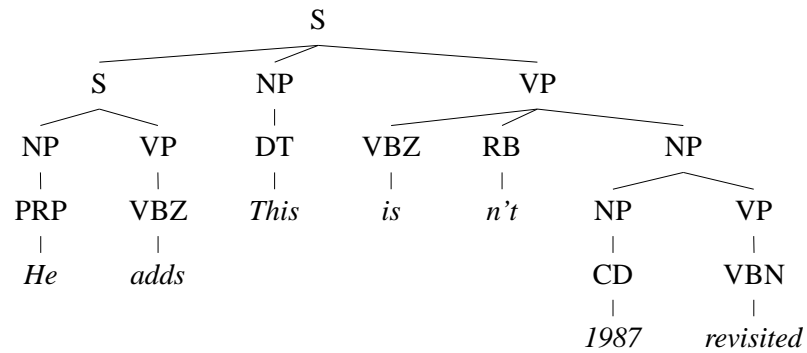 S
S NP VP
NP VP DT VBZ RB NP
PRP VBZ This is n't NP VP
He adds CD VBN
1987 revisited